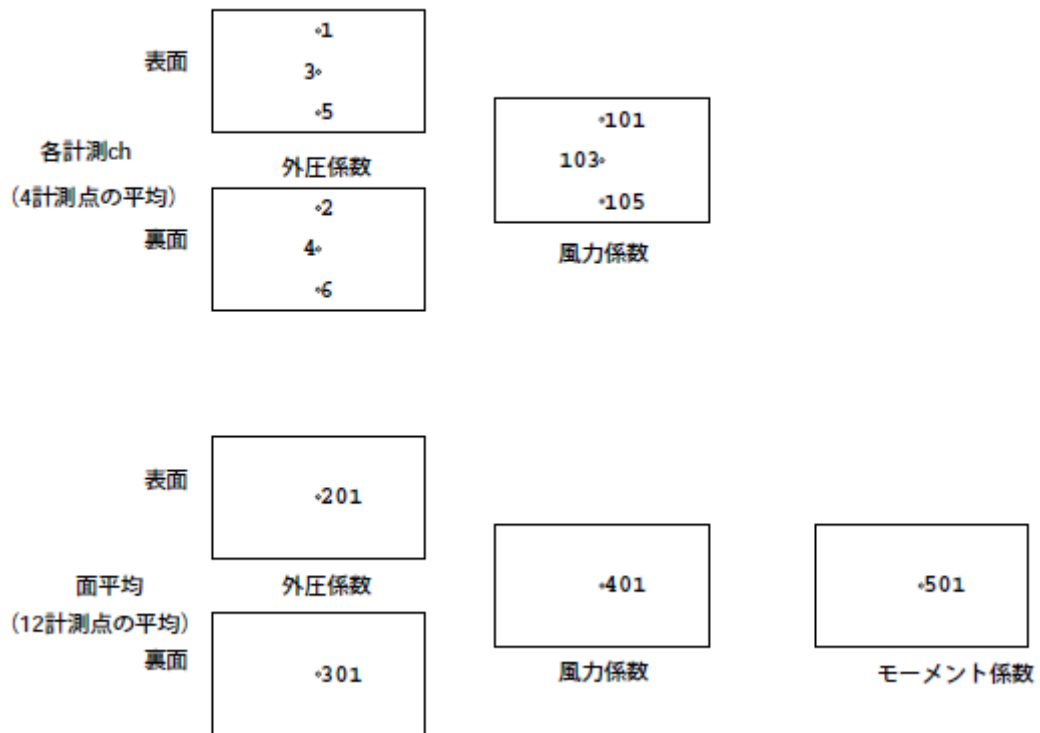 1
表面
3
5
101
各計測ch
外圧係数
103
(4計測点の平均)
2
105
裏面
4
風力係数
6
表面
201
面平均
外圧係数
401
501
(12計測点の平均)
裏面
301
風力係数
モーメント係数